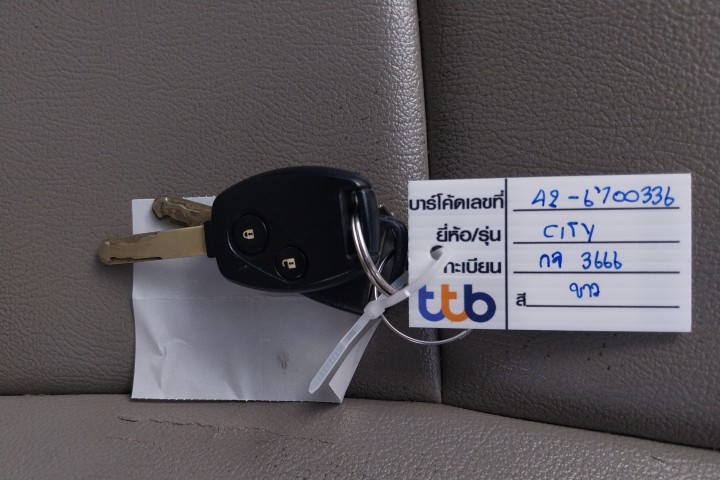 บาร์โค้ดเลขที่ A2-6700336
ยี่ห้อ/รุ่น CITY
ทะเบียน กจ 3666
ttb สี ขาว